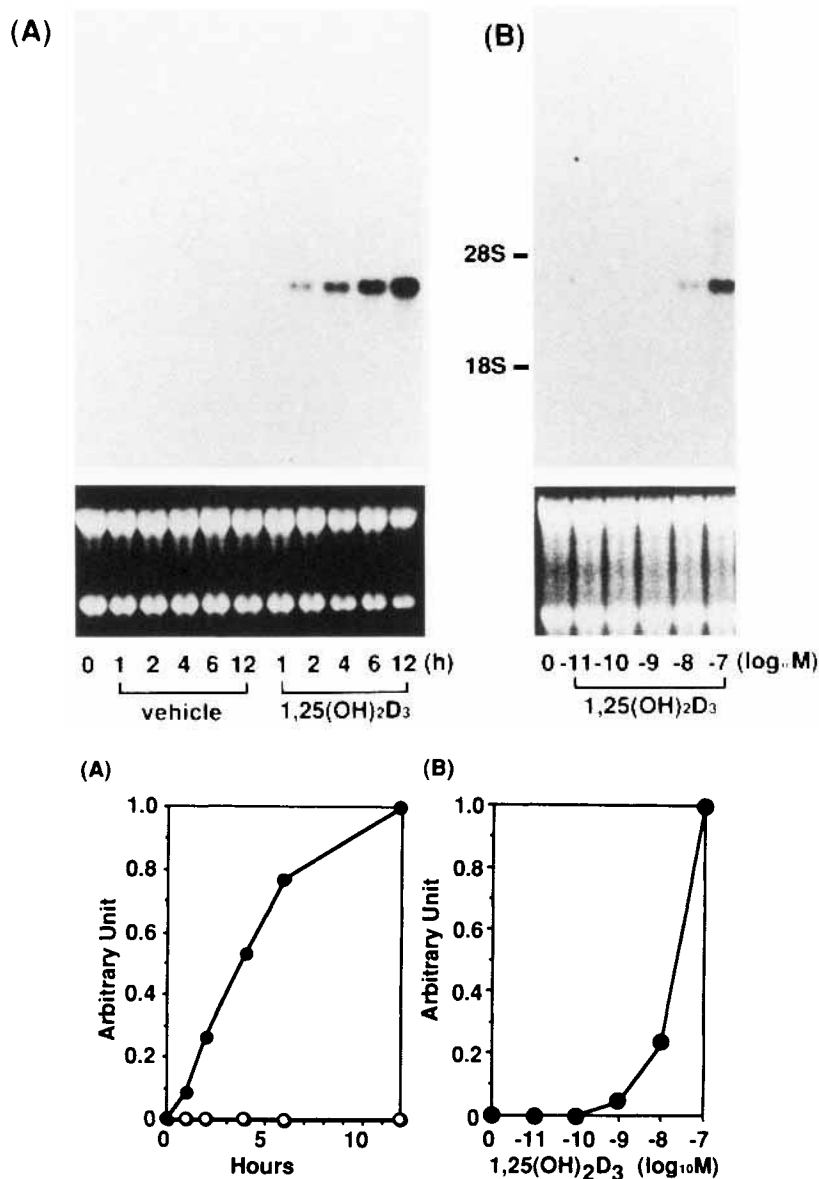 (A)
(B)
28S
18S
0 1 2 4 6 12 1 2 4 6 12 (h)
vehicle 1,25(OH)₂D₃
0 -11 -10 -9 -8 -7 (log₁₀M)
1,25(OH)₂D₃
(A)
1.0
0.8
0.6
0.4
0.2
0
Arbitrary Unit
0 5 10
Hours
(B)
1.0
0.8
0.6
0.4
0.2
0
Arbitrary Unit
0 -11 -10 -9 -8 -7
1,25(OH)₂D₃ (log₁₀M)